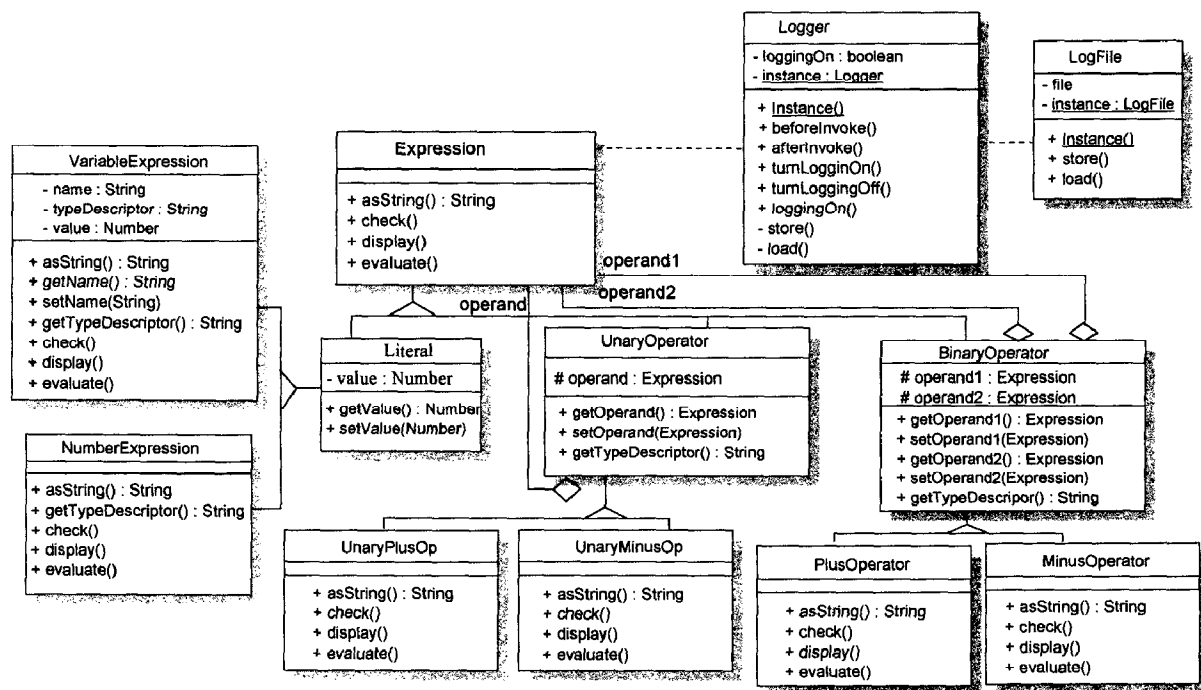 Logger
- loggingOn : boolean
- instance : Logger
+ Instance()
+ beforeInvoke()
+ afterInvoke()
+ turnLogginOn()
+ turnLoggingOff()
+ loggingOn()
- store()
- load()
LogFile
- file
- instance : LogFile
+ Instance()
+ store()
+ load()
Expression
+ asString() : String
+ check()
+ display()
+ evaluate()
VariableExpression
- name : String
- typeDescriptor : String
- value : Number
+ asString() : String
+ getName() : String
+ setName(String)
+ getTypeDescriptor() : String
+ check()
+ display()
+ evaluate()
operand1
operand2
operand
Literal
- value : Number
+ getValue() : Number
+ setValue(Number)
UnaryOperator
# operand : Expression
+ getOperand() : Expression
+ setOperand(Expression)
+ getTypeDescriptor() : String
BinaryOperator
# operand1 : Expression
# operand2 : Expression
+ getOperand1() : Expression
+ setOperand1(Expression)
+ getOperand2() : Expression
+ setOperand2(Expression)
+ getTypeDescripor() : String
NumberExpression
+ asString() : String
+ getTypeDescriptor() : String
+ check()
+ display()
+ evaluate()
UnaryPlusOp
+ asString() : String
+ check()
+ display()
+ evaluate()
UnaryMinusOp
+ asString() : String
+ check()
+ display()
+ evaluate()
PlusOperator
+ asString() : String
+ check()
+ display()
+ evaluate()
MinusOperator
+ asString() : String
+ check()
+ display()
+ evaluate()